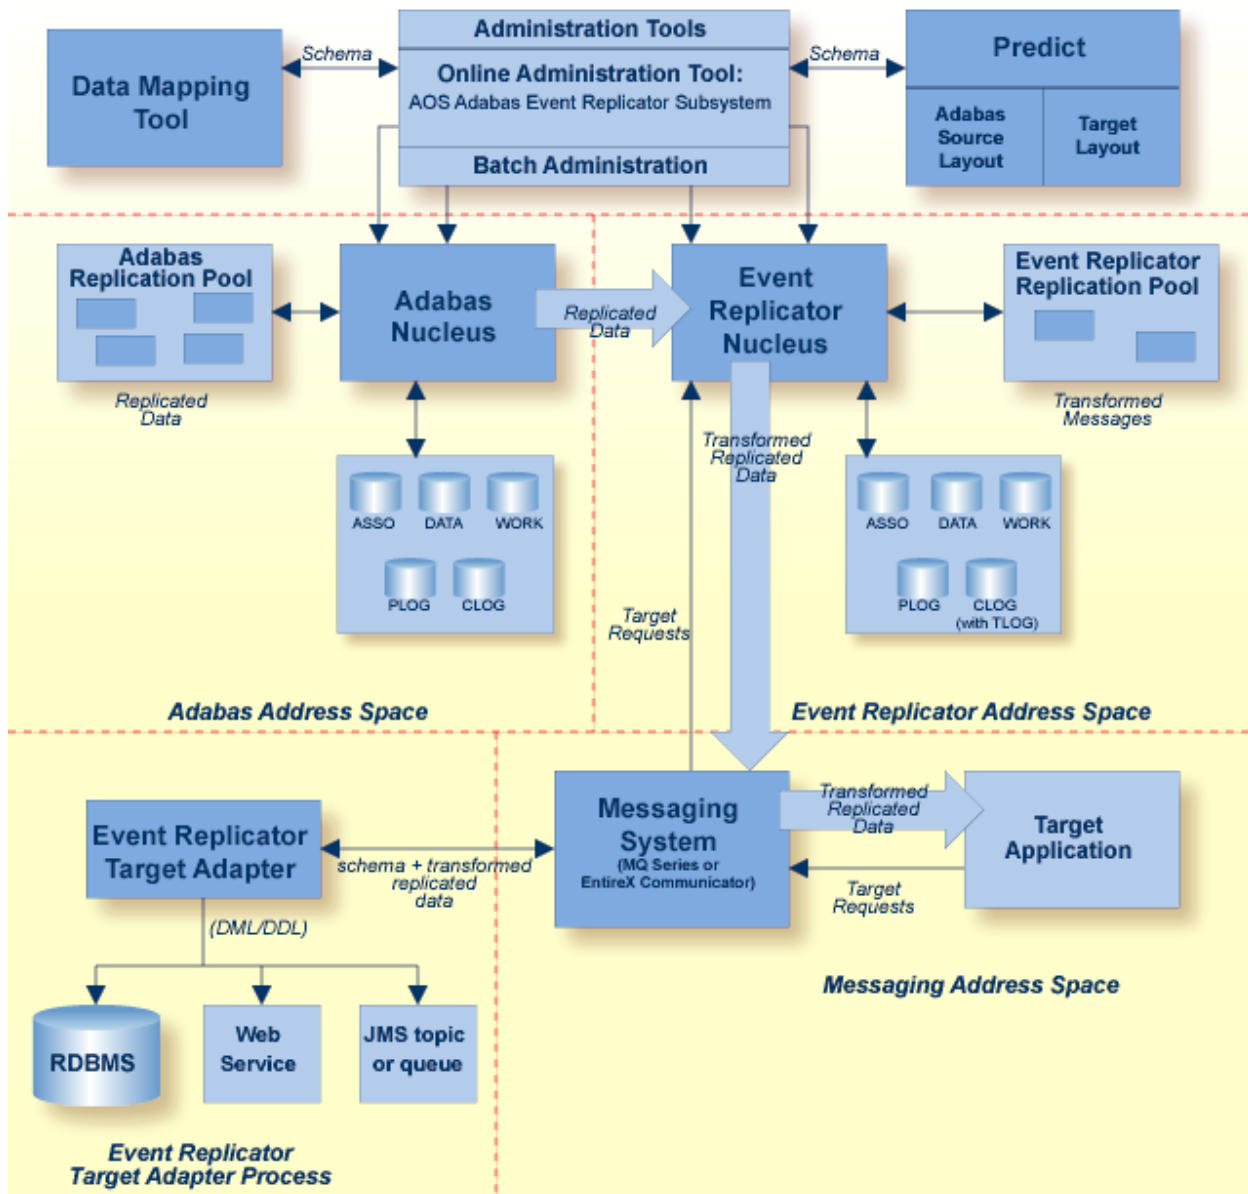 Administration Tools
Schema
Schema
Data Mapping
Tool
Online Administration Tool:
AOS Adabas Event Replicator Subsystem
Batch Administration
Predict
Adabas
Source
Layout
Target
Layout
Adabas
Replication Pool
Replicated
Data
Adabas
Nucleus
Replicated
Data
Event
Replicator
Nucleus
Event Replicator
Replication Pool
Transformed
Messages
ASSO
DATA
WORK
PLOG
CLOG
Transformed
Replicated
Data
ASSO
DATA
WORK
PLOG
CLOG
(with TLOG)
Target
Requests
Adabas Address Space
Event Replicator Address Space
Event Replicator
Target Adapter
schema + transformed
replicated
data
Messaging
System
(MQ Series or
EntireX Communicator)
Transformed
Replicated
Data
Target
Requests
Target
Application
(DML/DDL)
Messaging Address Space
RDBMS
Web
Service
JMS topic
or queue
Event Replicator
Target Adapter Process